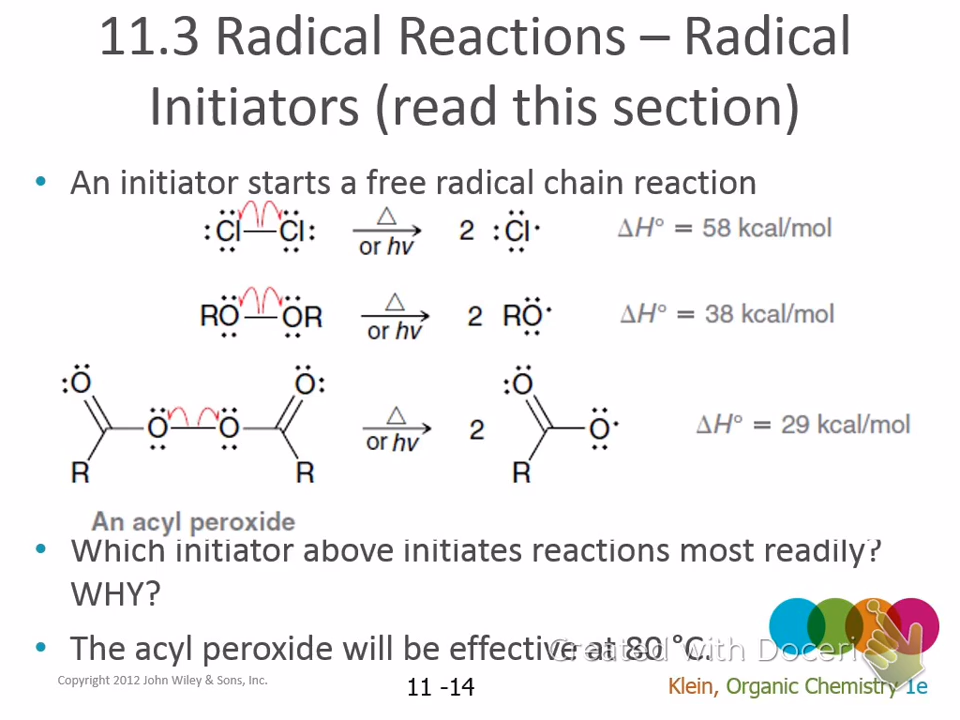 11.3 Radical Reactions – Radical
Initiators (read this section)
• An initiator starts a free radical chain reaction
:Cl—Cl: △ or hν 2 :Cl· ΔH° = 58 kcal/mol
RO—OR △ or hν 2 RO· ΔH° = 38 kcal/mol
:O O:
O—O △ or hν 2 :O O· ΔH° = 29 kcal/mol
R R R
An acyl peroxide
• Which initiator above initiates reactions most readily?
WHY?
• The acyl peroxide will be effective at 80 °C.
Created with Doceri
Copyright 2012 John Wiley & Sons, Inc.
11 -14
Klein, Organic Chemistry 1e